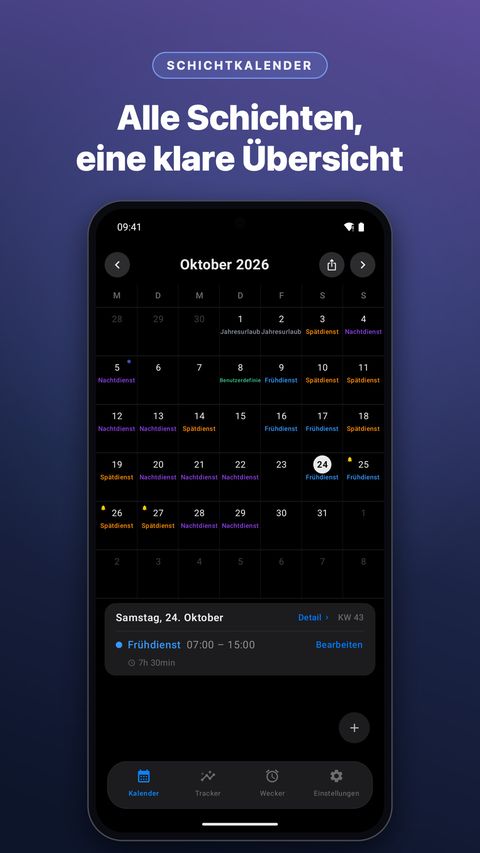 SCHICHTKALENDER
Alle Schichten,
eine klare Übersicht
09:41
Oktober 2026
M D M D F S S
28 29 30 1 2 3 4
Jahresurlaub Jahresurlaub Spätdienst Nachtdienst
5 6 7 8 9 10 11
Nachtdienst Benutzerdefinie Frühdienst Spätdienst Spätdienst
12 13 14 15 16 17 18
Nachtdienst Nachtdienst Spätdienst Frühdienst Frühdienst Spätdienst
19 20 21 22 23 24 25
Spätdienst Nachtdienst Nachtdienst Nachtdienst Frühdienst Frühdienst
26 27 28 29 30 31 1
Spätdienst Spätdienst Nachtdienst Nachtdienst
2 3 4 5 6 7 8
Samstag, 24. Oktober Detail › KW 43
Frühdienst 07:00 – 15:00 Bearbeiten
7h 30min
Kalender Tracker Wecker Einstellungen